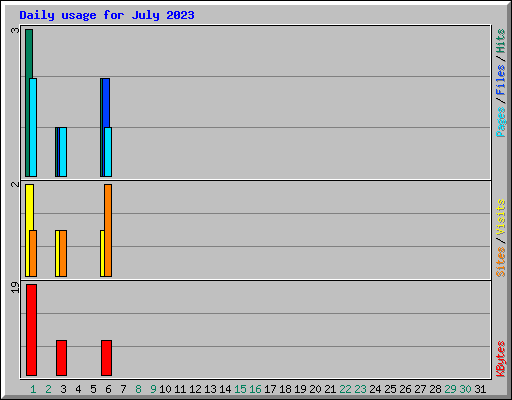 Daily usage for July 2023
3
2
19
Pages / Files / Hits
Sites / Visits
KBytes
1 2 3 4 5 6 7 8 9 10 11 12 13 14 15 16 17 18 19 20 21 22 23 24 25 26 27 28 29 30 31